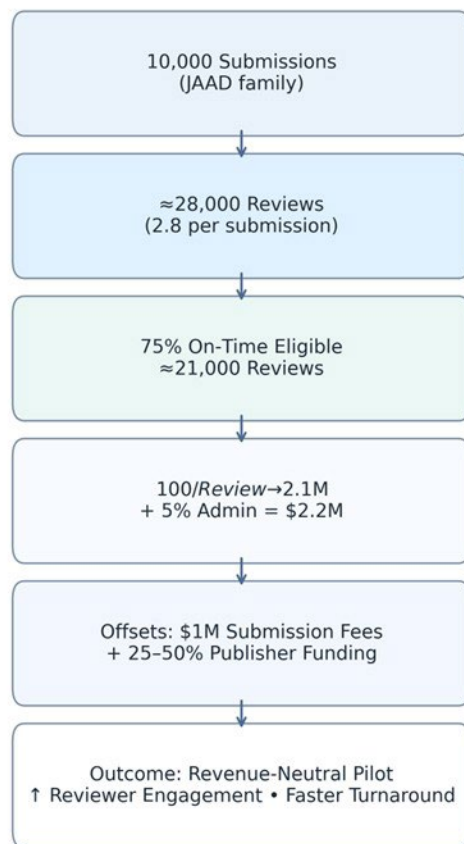 10,000 Submissions
(JAAD family)
≈28,000 Reviews
(2.8 per submission)
75% On-Time Eligible
≈21,000 Reviews
100/Review→2.1M
+ 5% Admin = $2.2M
Offsets: $1M Submission Fees
+ 25–50% Publisher Funding
Outcome: Revenue-Neutral Pilot
↑ Reviewer Engagement • Faster Turnaround